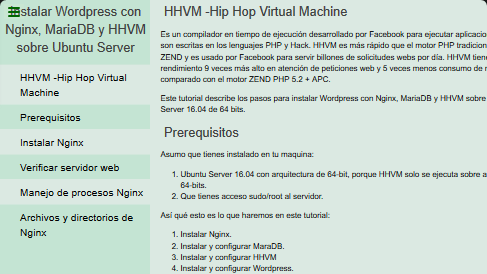 Instalar Wordpress con
Nginx, MariaDB y HHVM
sobre Ubuntu Server
HHVM -Hip Hop Virtual
Machine
Prerequisitos
Instalar Nginx
Verificar servidor web
Manejo de procesos Nginx
Archivos y directorios de
Nginx
HHVM -Hip Hop Virtual Machine
Es un compilador en tiempo de ejecución desarrollado por Facebook para ejecutar aplicacio
son escritas en los lenguajes PHP y Hack. HHVM es más rápido que el motor PHP tradicion
ZEND y es usado por Facebook para servir billones de solicitudes webs por día. HHVM tien
rendimiento 9 veces más alto en atención de peticiones web y 5 veces menos consumo de
comparado con el motor ZEND PHP 5.2 + APC.
Este tutorial describe los pasos para instalar Wordpress con Nginx, MariaDB y HHVM sobre
Server 16.04 de 64 bits.
Prerequisitos
Asumo que tienes instalado en tu maquina:
1. Ubuntu Server 16.04 con arquitectura de 64-bit, porque HHVM solo se ejecuta sobre a
64-bits.
2. Que tienes acceso sudo/root al servidor.
Así qué esto es lo que haremos en este tutorial:
1. Instalar Nginx.
2. Instalar y configurar MaraDB.
3. Instalar y configurar HHVM
4. Instalar y configurar Wordpress.